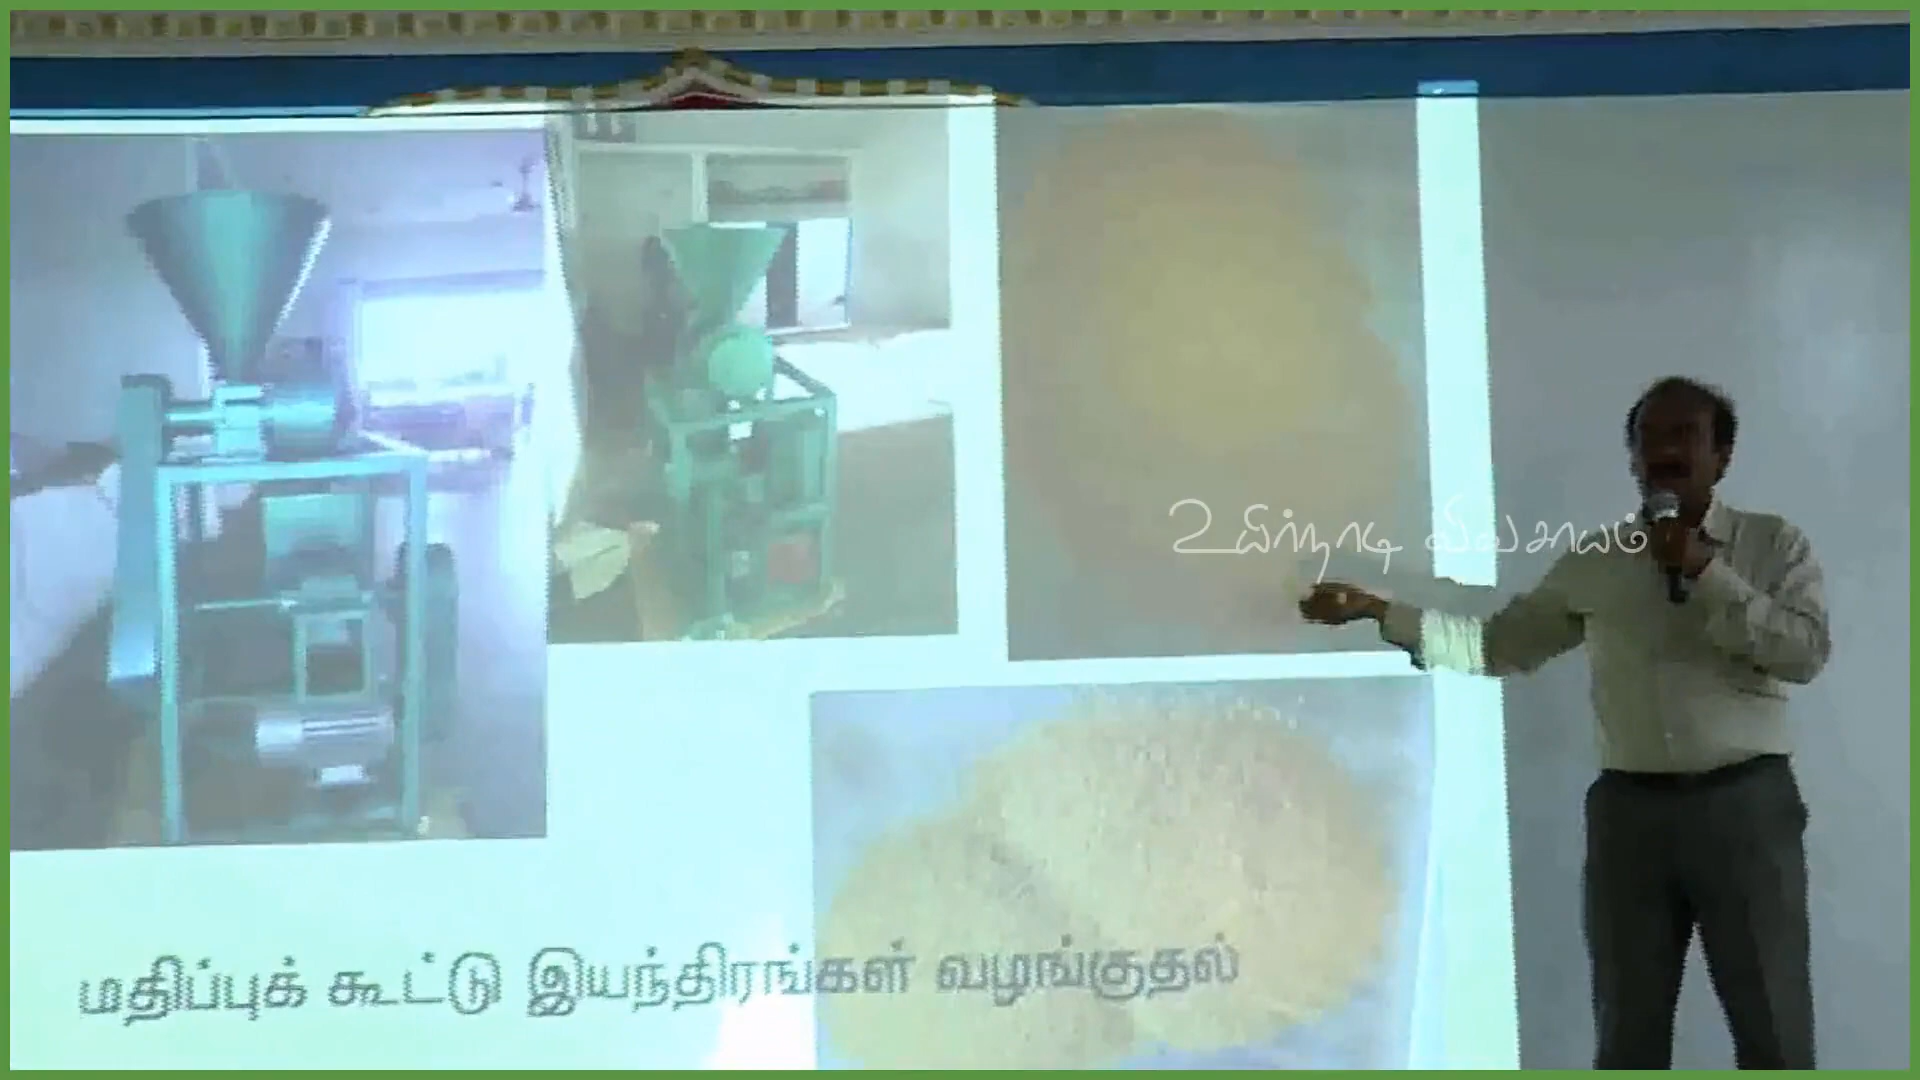 உயிர்நாடி விவசாயம்
மதிப்புக் கூட்டு இயந்திரங்கள் வழங்குதல்